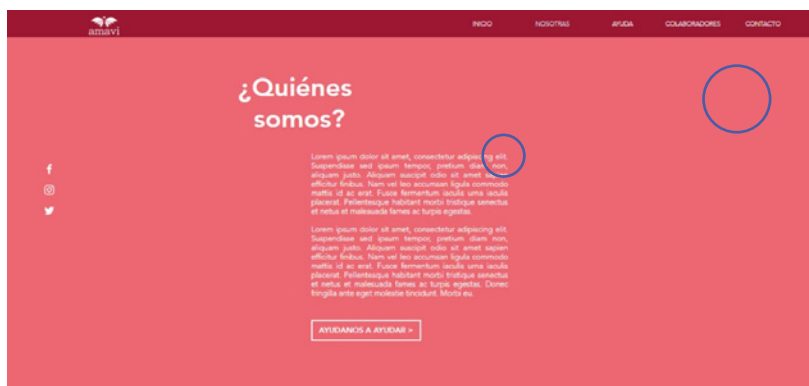 amavi
INICIO
NOSOTRAS
AYUDA
COLABORADORES
CONTACTO
¿Quiénes
somos?
Lorem ipsum dolor sit amet, consectetur adipiscing elit.
Suspendisse sed ipsum tempor, pretium diam non,
aliquam justo. Aliquam suscipit odio sit amet sapien
efficitur finibus. Nam vel leo accumsan ligula commodo
mattis id ac erat. Fusce fermentum iaculis urna iaculis
placerat. Pellentesque habitant morbi tristique senectus
et netus et malesuada fames ac turpis egestas.
Lorem ipsum dolor sit amet, consectetur adipiscing elit.
Suspendisse sed ipsum tempor, pretium diam non,
aliquam justo. Aliquam suscipit odio sit amet sapien
efficitur finibus. Nam vel leo accumsan ligula commodo
mattis id ac erat. Fusce fermentum iaculis urna iaculis
placerat. Pellentesque habitant morbi tristique senectus
et netus et malesuada fames ac turpis egestas. Donec
fringilla ante eget molestie tincidunt. Morbi eu.
AYUDANOS A AYUDAR >